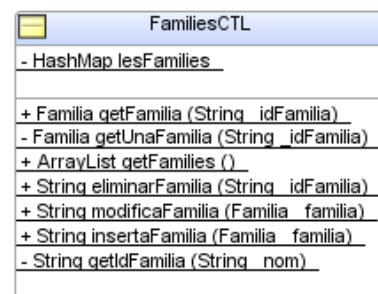 FamiliesCTL
- HashMap lesFamilies
+ Familia getFamilia (String _idFamilia)
- Familia getUnaFamilia (String _idFamilia)
+ ArrayList getFamilies ()
+ String eliminarFamilia (String _idFamilia)
+ String modificaFamilia (Familia _familia)
+ String insertaFamilia (Familia _familia)
- String getIdFamilia (String _nom)